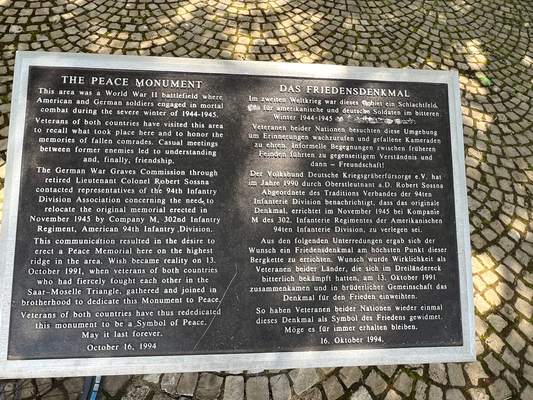 THE PEACE MONUMENT
This area was a World War II battlefield where
American and German soldiers engaged in mortal
combat during the severe winter of 1944-1945.
Veterans of both countries have visited this area
to recall what took place here and to honor the
memories of fallen comrades. Casual meetings
between former enemies led to understanding
and, finally, friendship.
The German War Graves Commission through
retired Lieutenant Colonel Robert Sossna
contacted representatives of the 94th Infantry
Division Association concerning the need to
relocate the original memorial erected in
November 1945 by Company M, 302nd Infantry
Regiment, American 94th Infantry Division.
This communication resulted in the desire to
erect a Peace Memorial here on the highest
ridge in the area. Wish became reality on 13.
October 1991, when veterans of both countries
who had fiercely fought each other in the
Saar-Moselle Triangle, gathered and joined in
brotherhood to dedicate this Monument to Peace.
Veterans of both countries have thus rededicated
this monument to be a Symbol of Peace.
May it last forever.
October 16, 1994
DAS FRIEDENSDENKMAL
Im zweiten Weltkrieg war dieses Gebiet ein Schlachtfeld,
für amerikanische und deutsche Soldaten im bitteren
Winter 1944-1945
Veteranen beider Nationen besuchten diese Umgebung
um Erinnerungen wachzurufen und gefallene Kameraden
zu ehren. Informelle Begegnungen zwischen früheren
Feinden führten zu gegenseitigem Verständnis und
dann – Freundschaft!
Der Volksbund Deutsche Kriegsgräberfürsorge e.V. hat
im Jahre 1990 durch Oberstleutnant a.D. Robert Sossna
Abgeordnete des Traditions Verbandes der 94ten
Infanterie Division benachrichtigt, dass das originale
Denkmal, errichtet im November 1945 bei Kompanie
M des 302. Infanterie Regimentes der Amerikanischen
94ten Infanterie Division, zu verlegen sei.
Aus den folgenden Unterredungen ergab sich der
Wunsch ein Friedensdenkmal am höchsten Punkt dieser
Bergkette zu errichten. Wunsch wurde Wirklichkeit als
Veteranen beider Länder, die sich im Dreiländereck
bitterlich bekämpft hatten, am 13. Oktober 1991
zusammenkamen und in brüderlicher Gemeinschaft das
Denkmal für den Frieden einweihten.
So haben Veteranen beider Nationen wieder einmal
dieses Denkmal als Symbol des Friedens gewidmet.
Möge es für immer erhalten bleiben.
16. Oktober 1994.